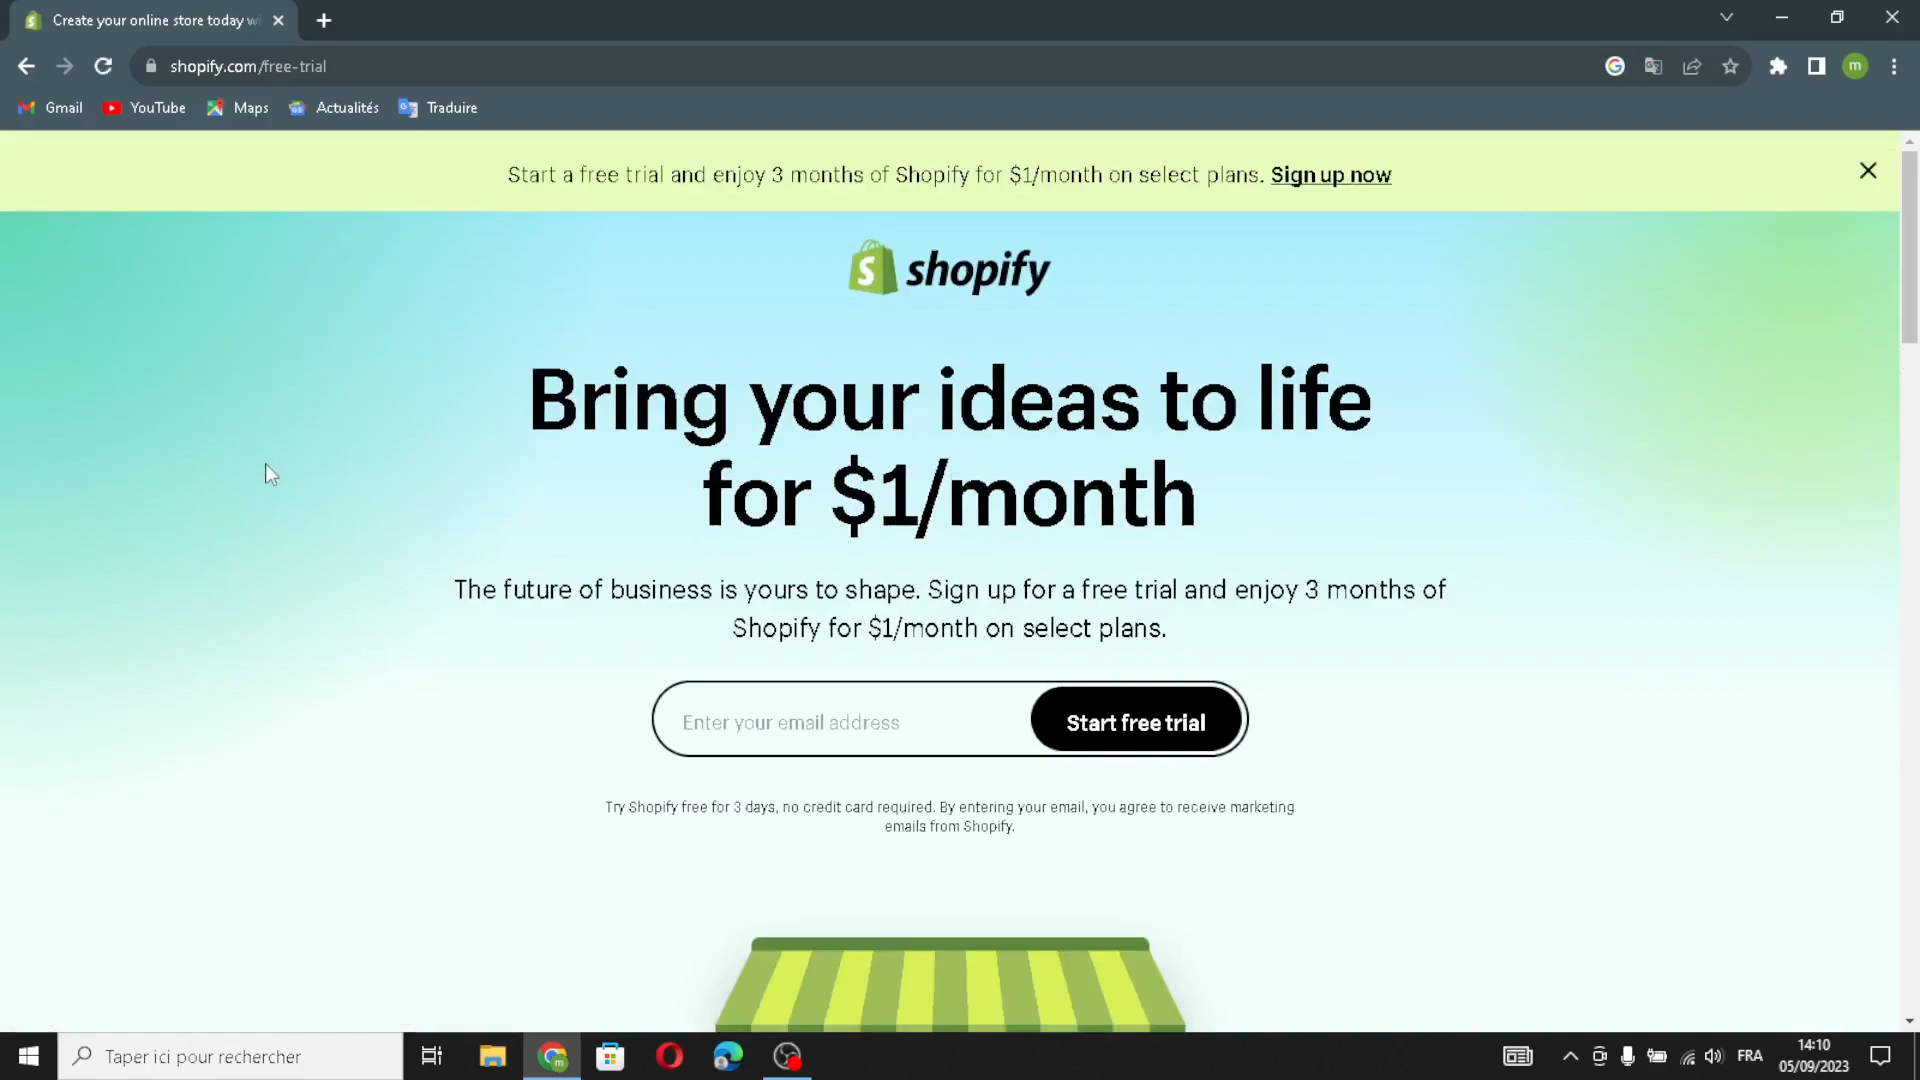 Create your online store today wi
shopify.com/free-trial
m
Gmail YouTube Maps Actualités Traduire
Start a free trial and enjoy 3 months of Shopify for $1/month on select plans. Sign up now
shopify
Bring your ideas to life
for $1/month
The future of business is yours to shape. Sign up for a free trial and enjoy 3 months of
Shopify for $1/month on select plans.
Enter your email address Start free trial
Try Shopify free for 3 days, no credit card required. By entering your email, you agree to receive marketing
emails from Shopify.
Taper ici pour rechercher
FRA
14:10
05/09/2023